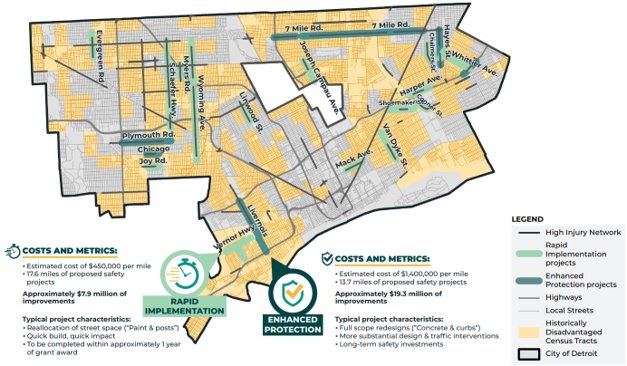 7 Mile Rd.
7 Mile Rd.
Evergreen Rd.
Schaefer Hwy.
Myers Rd.
Wyoming Ave.
Linwood St.
Joseph Campau Ave.
Hayes St.
Chalmers St.
Whittier Ave.
Harper Ave.
Shoemaker St.
Conner St.
Van Dyke St.
Mack Ave.
Plymouth Rd.
Chicago
Joy Rd.
Livernois
Vernor Hwy.
COSTS AND METRICS:
• Estimated cost of $450,000 per mile
• 17.6 miles of proposed safety
projects
Approximately $7.9 million of
improvements
Typical project characteristics:
• Reallocation of street space ("Paint & posts")
• Quick build, quick impact
• To be completed within approximately 1 year
of grant award
RAPID
IMPLEMENTATION
ENHANCED
PROTECTION
COSTS AND METRICS:
• Estimated cost of $1,400,000 per mile
• 13.7 miles of proposed safety projects
Approximately $19.3 million of
improvements
Typical project characteristics:
• Full scope redesigns ("Concrete & curbs")
• More substantial design & traffic interventions
• Long-term safety investments
LEGEND
High Injury Network
Rapid
Implementation
projects
Enhanced
Protection projects
Highways
Local Streets
Historically
Disadvantaged
Census Tracts
City of Detroit